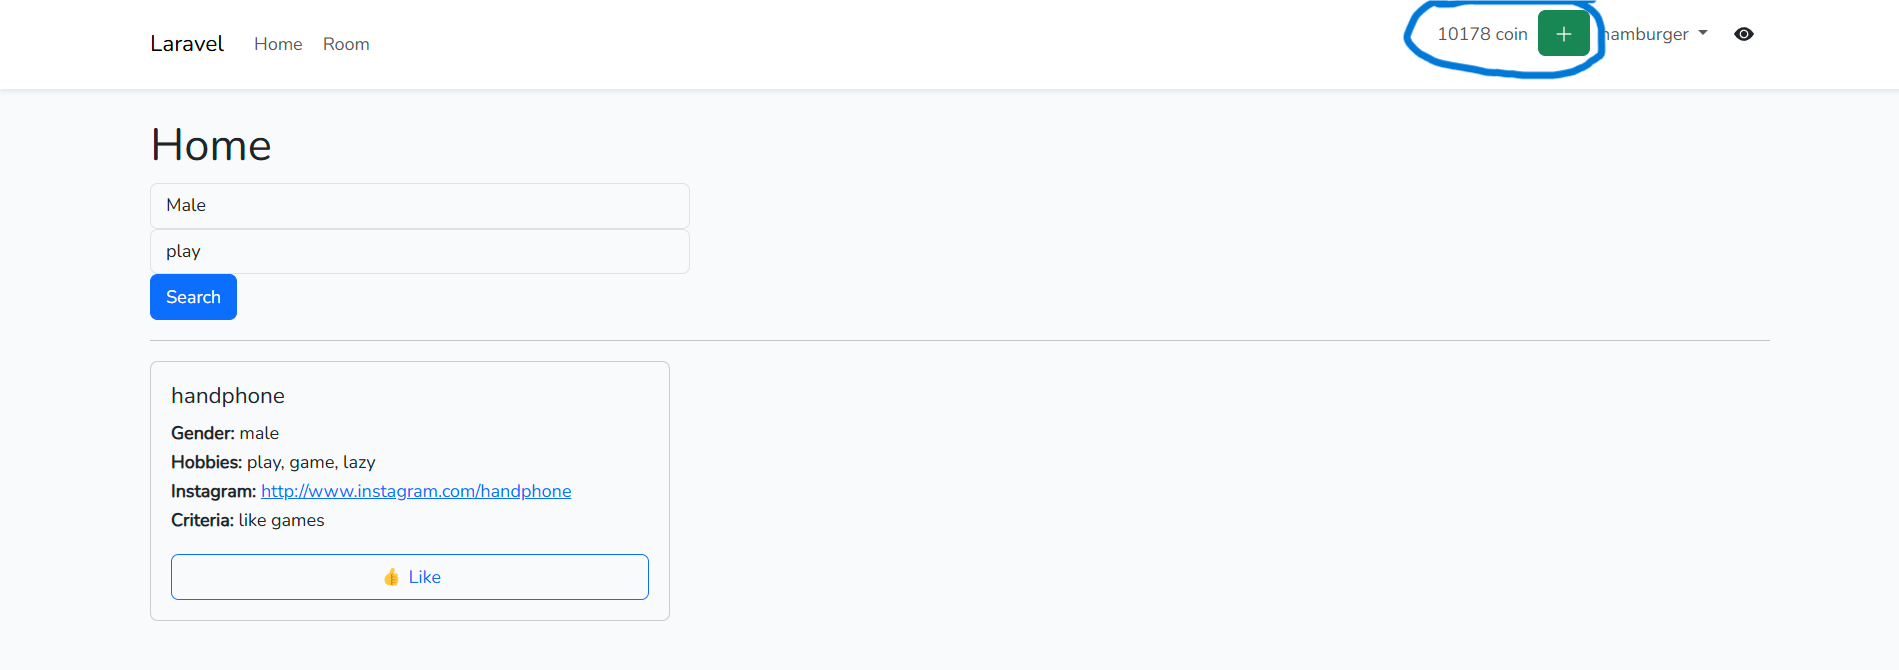 Laravel Home Room 10178 coin + hamburger
Home
Male
play
Search
handphone
Gender: male
Hobbies: play, game, lazy
Instagram: http://www.instagram.com/handphone
Criteria: like games
👍 Like